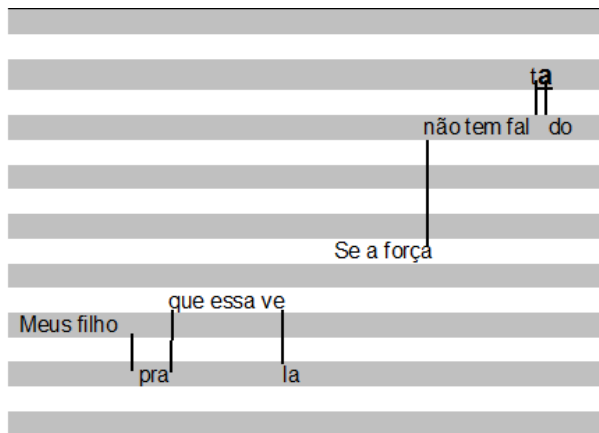 ta
não tem fal do
Se a força
que essa ve
Meus filho
pra la